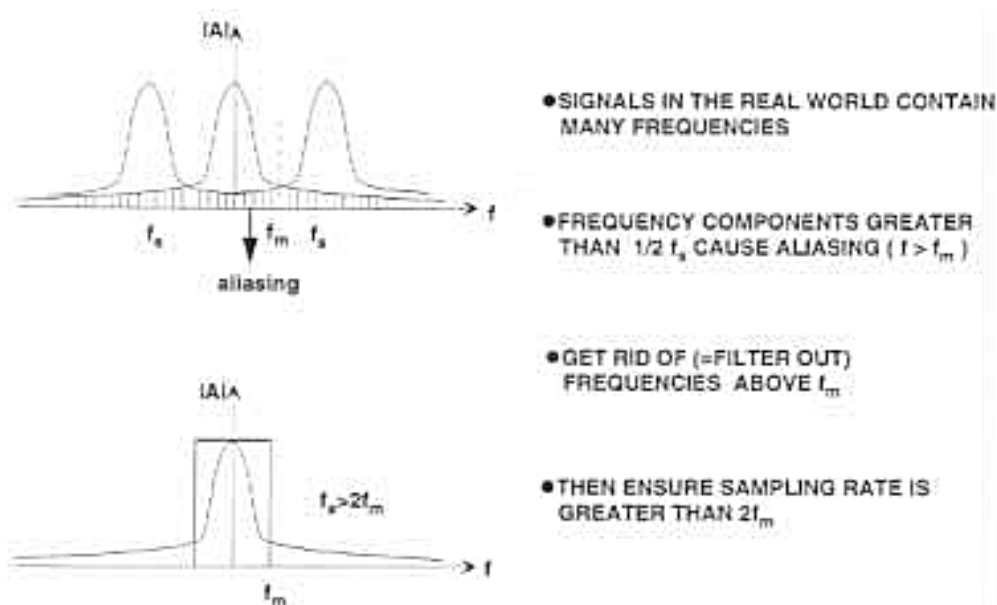 |A|
f
fₛ fₘ fₛ
aliasing
|A|
fₛ>2fₘ
f
fₘ
●SIGNALS IN THE REAL WORLD CONTAIN
MANY FREQUENCIES
●FREQUENCY COMPONENTS GREATER
THAN 1/2 fₛ CAUSE ALIASING ( f > fₘ )
●GET RID OF (=FILTER OUT)
FREQUENCIES ABOVE fₘ
●THEN ENSURE SAMPLING RATE IS
GREATER THAN 2fₘ